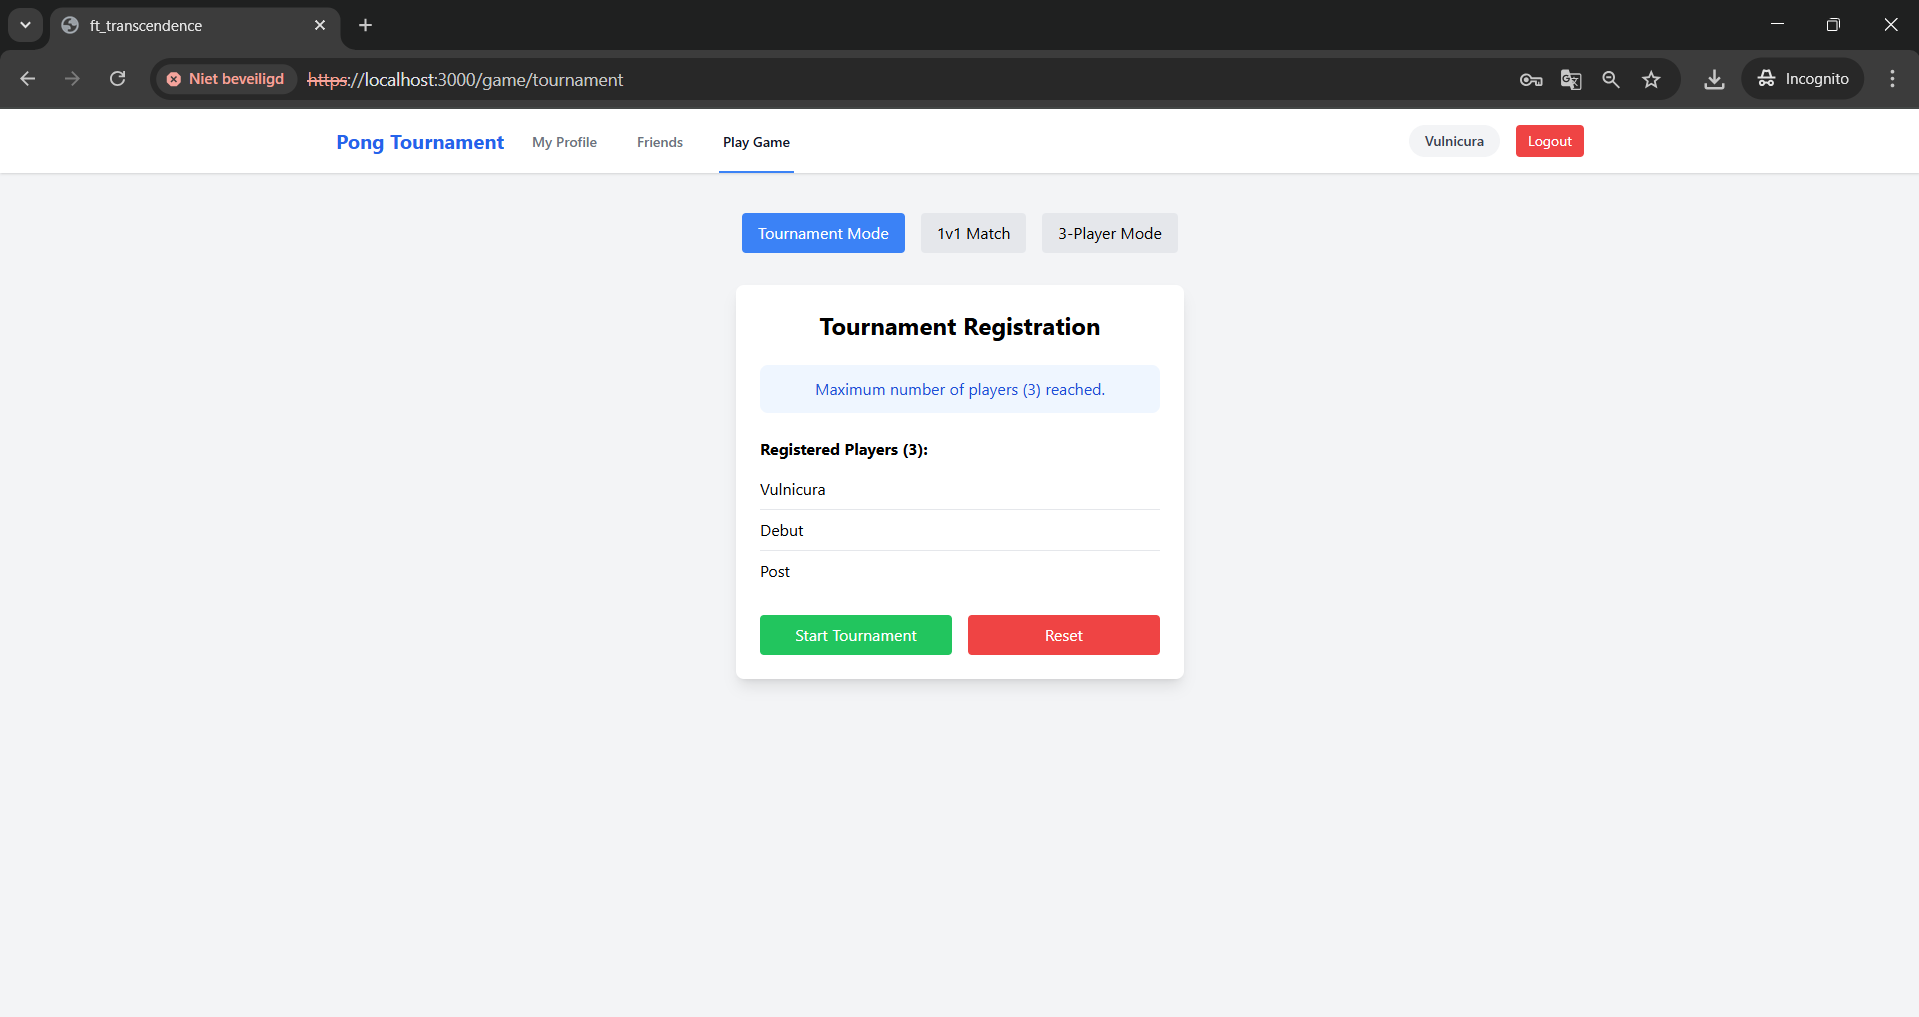 ft_transcendence
Niet beveiligd https://localhost:3000/game/tournament Incognito
Pong Tournament My Profile Friends Play Game Vulnicura Logout
Tournament Mode 1v1 Match 3-Player Mode
Tournament Registration
Maximum number of players (3) reached.
Registered Players (3):
Vulnicura
Debut
Post
Start Tournament Reset